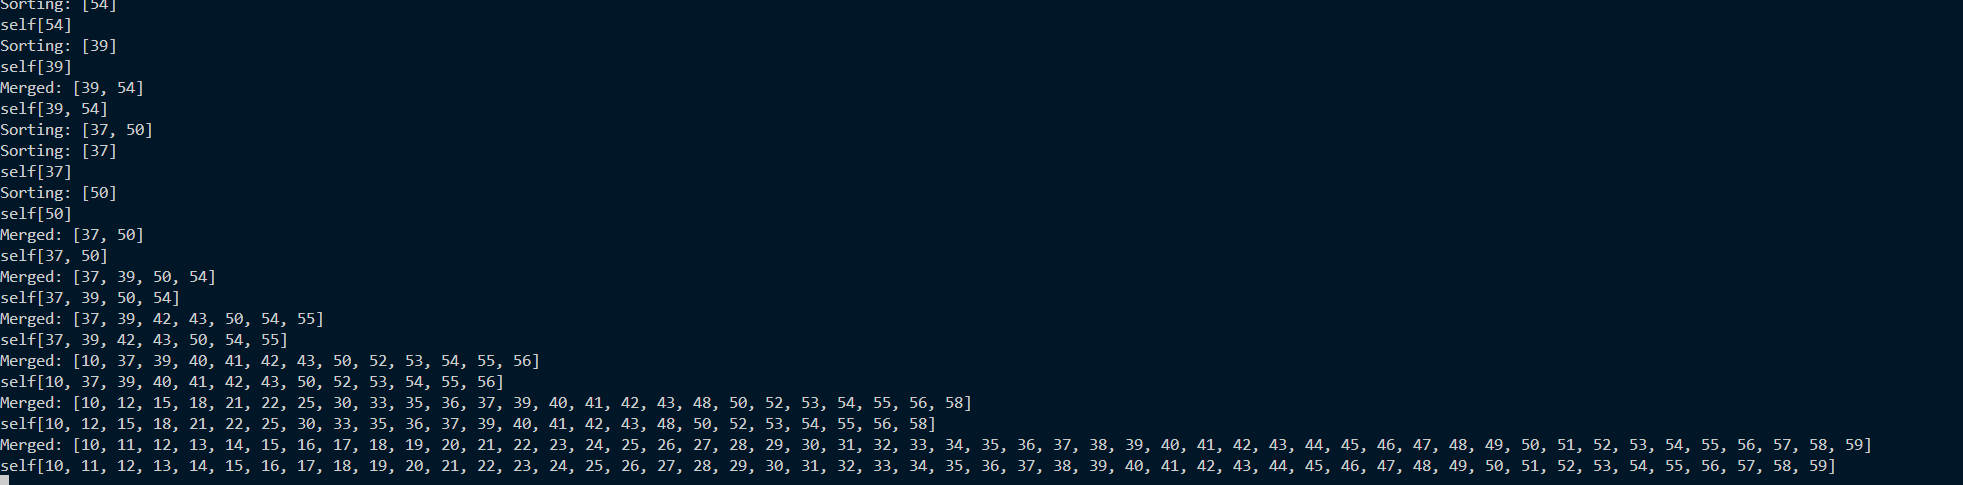 Sorting: [54]
self[54]
Sorting: [39]
self[39]
Merged: [39, 54]
self[39, 54]
Sorting: [37, 50]
Sorting: [37]
self[37]
Sorting: [50]
self[50]
Merged: [37, 50]
self[37, 50]
Merged: [37, 39, 50, 54]
self[37, 39, 50, 54]
Merged: [37, 39, 42, 43, 50, 54, 55]
self[37, 39, 42, 43, 50, 54, 55]
Merged: [10, 37, 39, 40, 41, 42, 43, 50, 52, 53, 54, 55, 56]
self[10, 37, 39, 40, 41, 42, 43, 50, 52, 53, 54, 55, 56]
Merged: [10, 12, 15, 18, 21, 22, 25, 30, 33, 35, 36, 37, 39, 40, 41, 42, 43, 48, 50, 52, 53, 54, 55, 56, 58]
self[10, 12, 15, 18, 21, 22, 25, 30, 33, 35, 36, 37, 39, 40, 41, 42, 43, 48, 50, 52, 53, 54, 55, 56, 58]
Merged: [10, 11, 12, 13, 14, 15, 16, 17, 18, 19, 20, 21, 22, 23, 24, 25, 26, 27, 28, 29, 30, 31, 32, 33, 34, 35, 36, 37, 38, 39, 40, 41, 42, 43, 44, 45, 46, 47, 48, 49, 50, 51, 52, 53, 54, 55, 56, 57, 58, 59]
self[10, 11, 12, 13, 14, 15, 16, 17, 18, 19, 20, 21, 22, 23, 24, 25, 26, 27, 28, 29, 30, 31, 32, 33, 34, 35, 36, 37, 38, 39, 40, 41, 42, 43, 44, 45, 46, 47, 48, 49, 50, 51, 52, 53, 54, 55, 56, 57, 58, 59]